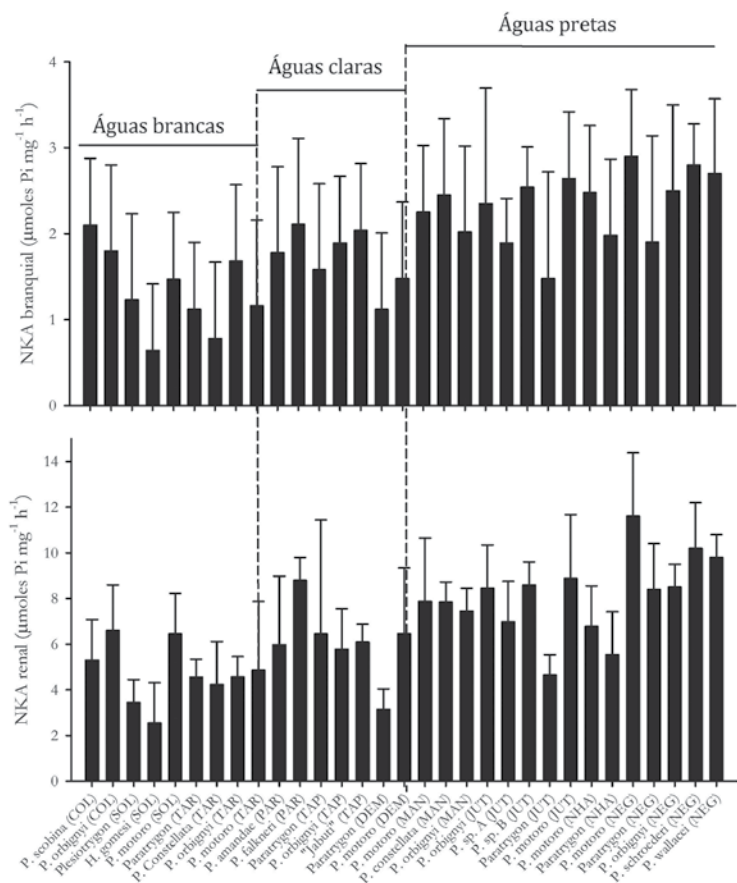 Águas pretas
Águas claras
Águas brancas
NKA branquial (µmoles Pi mg⁻¹ h⁻¹)
4
3
2
1
0
NKA renal (µmoles Pi mg⁻¹ h⁻¹)
14
12
10
8
6
4
2
0
P. scobina (COL)
P. orbignyi (COL)
Plesiotrygon (SOL)
H. gomesi (SOL)
P. motoro (SOL)
Paratrygon (TAR)
P. Constellata (TAR)
P. orbignyi (TAR)
P. motoro (TAR)
P. amandae (PAR)
P. falkneri (PAR)
Paratrygon (TAP)
P. orbignyi (TAP)
"Jabuti" (TAP)
Paratrygon (DEM)
P. motoro (DEM)
P. motoro (MAN)
P. constellata (MAN)
P. orbignyi (MAN)
P. orbignyi (JUT)
P. sp. A (JUT)
P. sp. B (JUT)
Paratrygon (JUT)
P. motoro (JUT)
P. motoro (NHA)
Paratrygon (NHA)
P. motoro (NEG)
Paratrygon (NEG)
P. orbignyi (NEG)
P. schroederi (NEG)
P. wallacei (NEG)